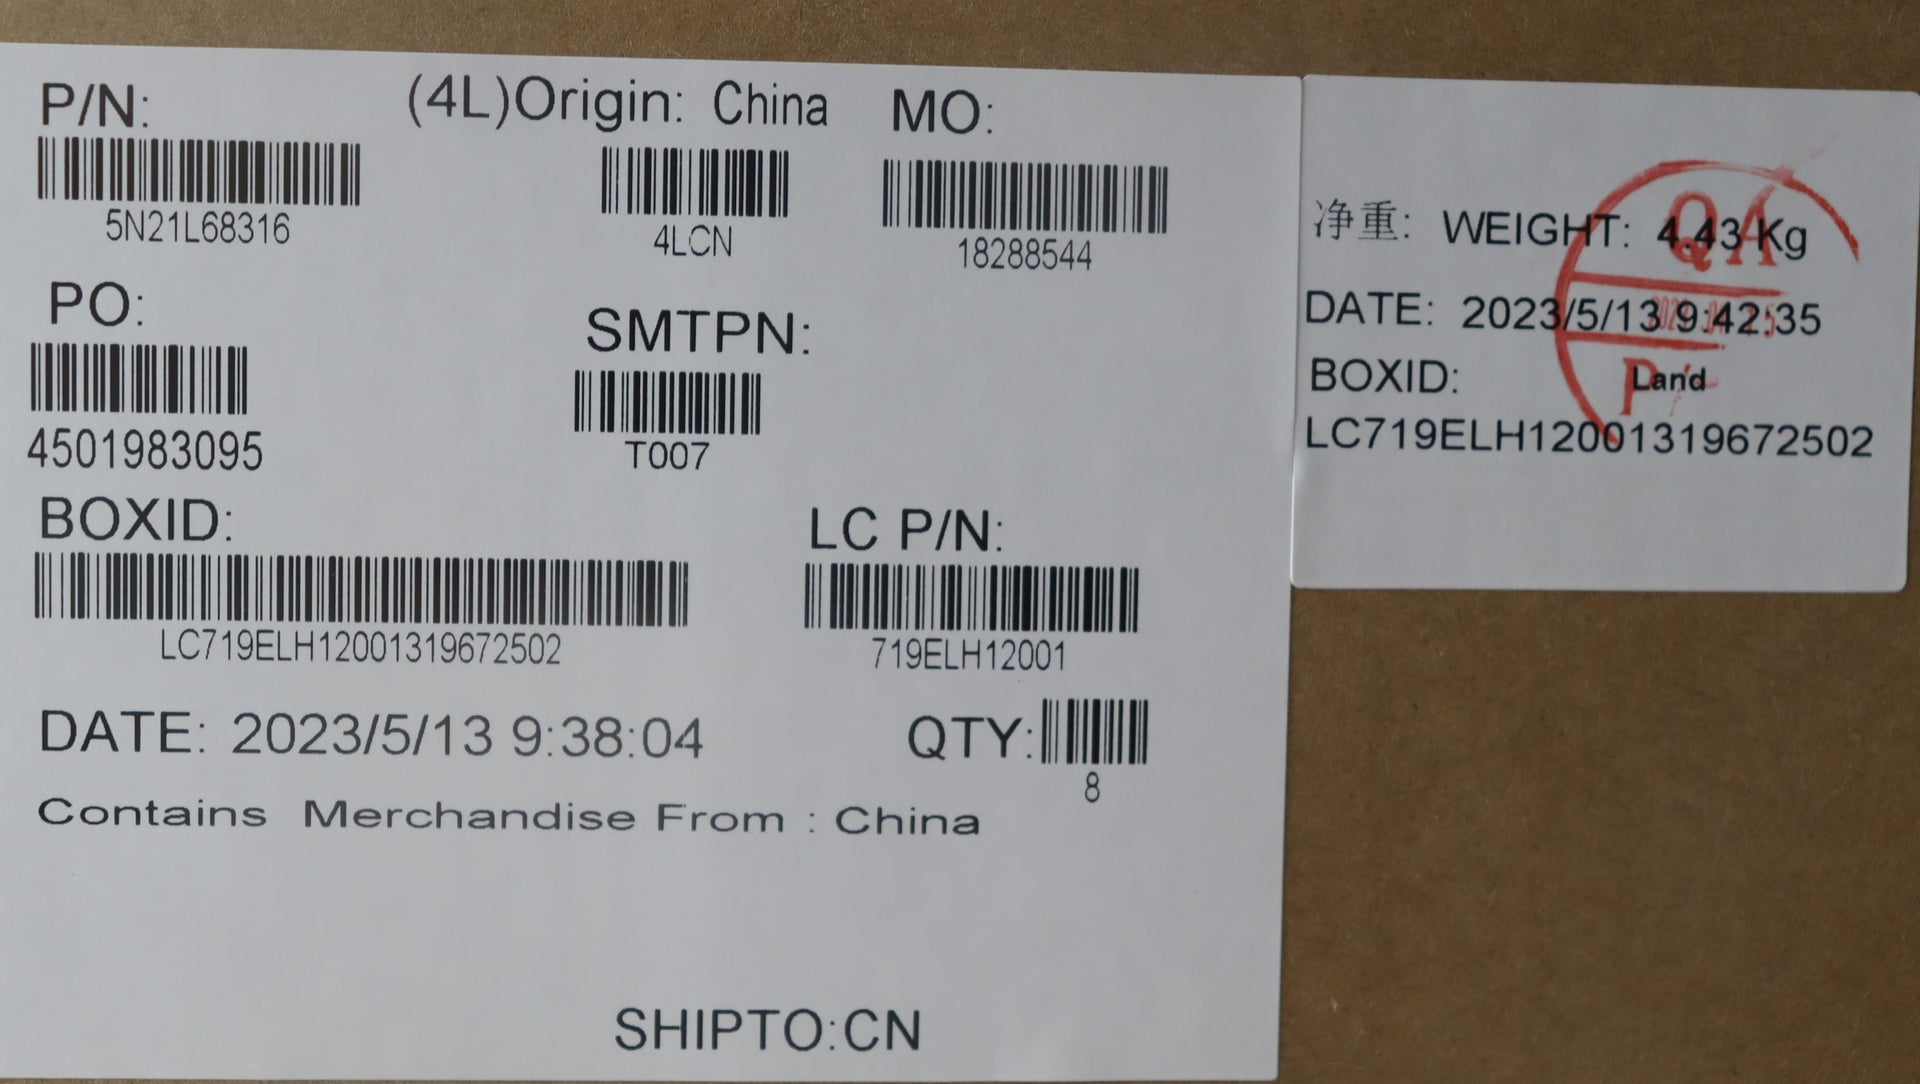 P/N: (4L)Origin: China MO:
5N21L68316 4LCN 18288544
PO: SMTPN:
4501983095 T007
BOXID: LC P/N:
LC719ELH12001319672502 719ELH12001
DATE: 2023/5/13 9:38:04 QTY:
8
Contains Merchandise From : China
SHIPTO:CN
净重: WEIGHT: 4.43 Kg
DATE: 2023/5/13 9:42:35
BOXID: Land
LC719ELH12001319672502
QA